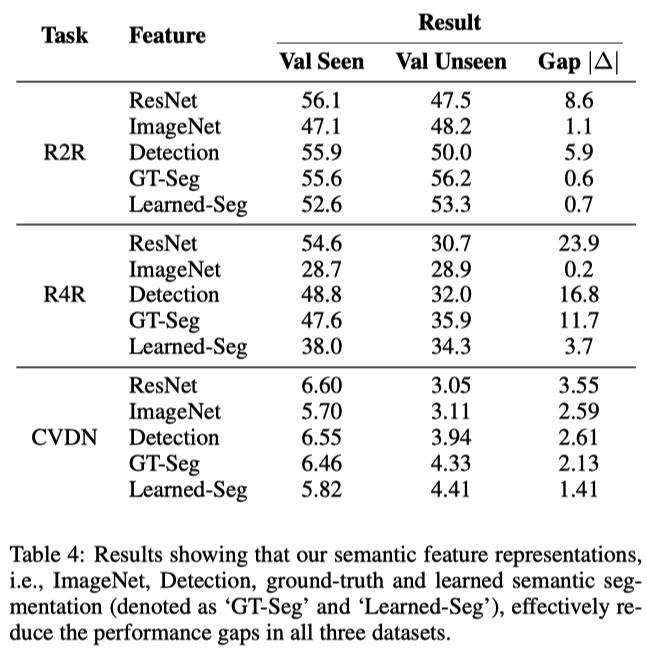 Task Feature Result
Val Seen Val Unseen Gap |Δ|
R2R
ResNet 56.1 47.5 8.6
ImageNet 47.1 48.2 1.1
Detection 55.9 50.0 5.9
GT-Seg 55.6 56.2 0.6
Learned-Seg 52.6 53.3 0.7
R4R
ResNet 54.6 30.7 23.9
ImageNet 28.7 28.9 0.2
Detection 48.8 32.0 16.8
GT-Seg 47.6 35.9 11.7
Learned-Seg 38.0 34.3 3.7
CVDN
ResNet 6.60 3.05 3.55
ImageNet 5.70 3.11 2.59
Detection 6.55 3.94 2.61
GT-Seg 6.46 4.33 2.13
Learned-Seg 5.82 4.41 1.41
Table 4: Results showing that our semantic feature representations,
i.e., ImageNet, Detection, ground-truth and learned semantic seg-
mentation (denoted as ‘GT-Seg’ and ‘Learned-Seg’), effectively re-
duce the performance gaps in all three datasets.